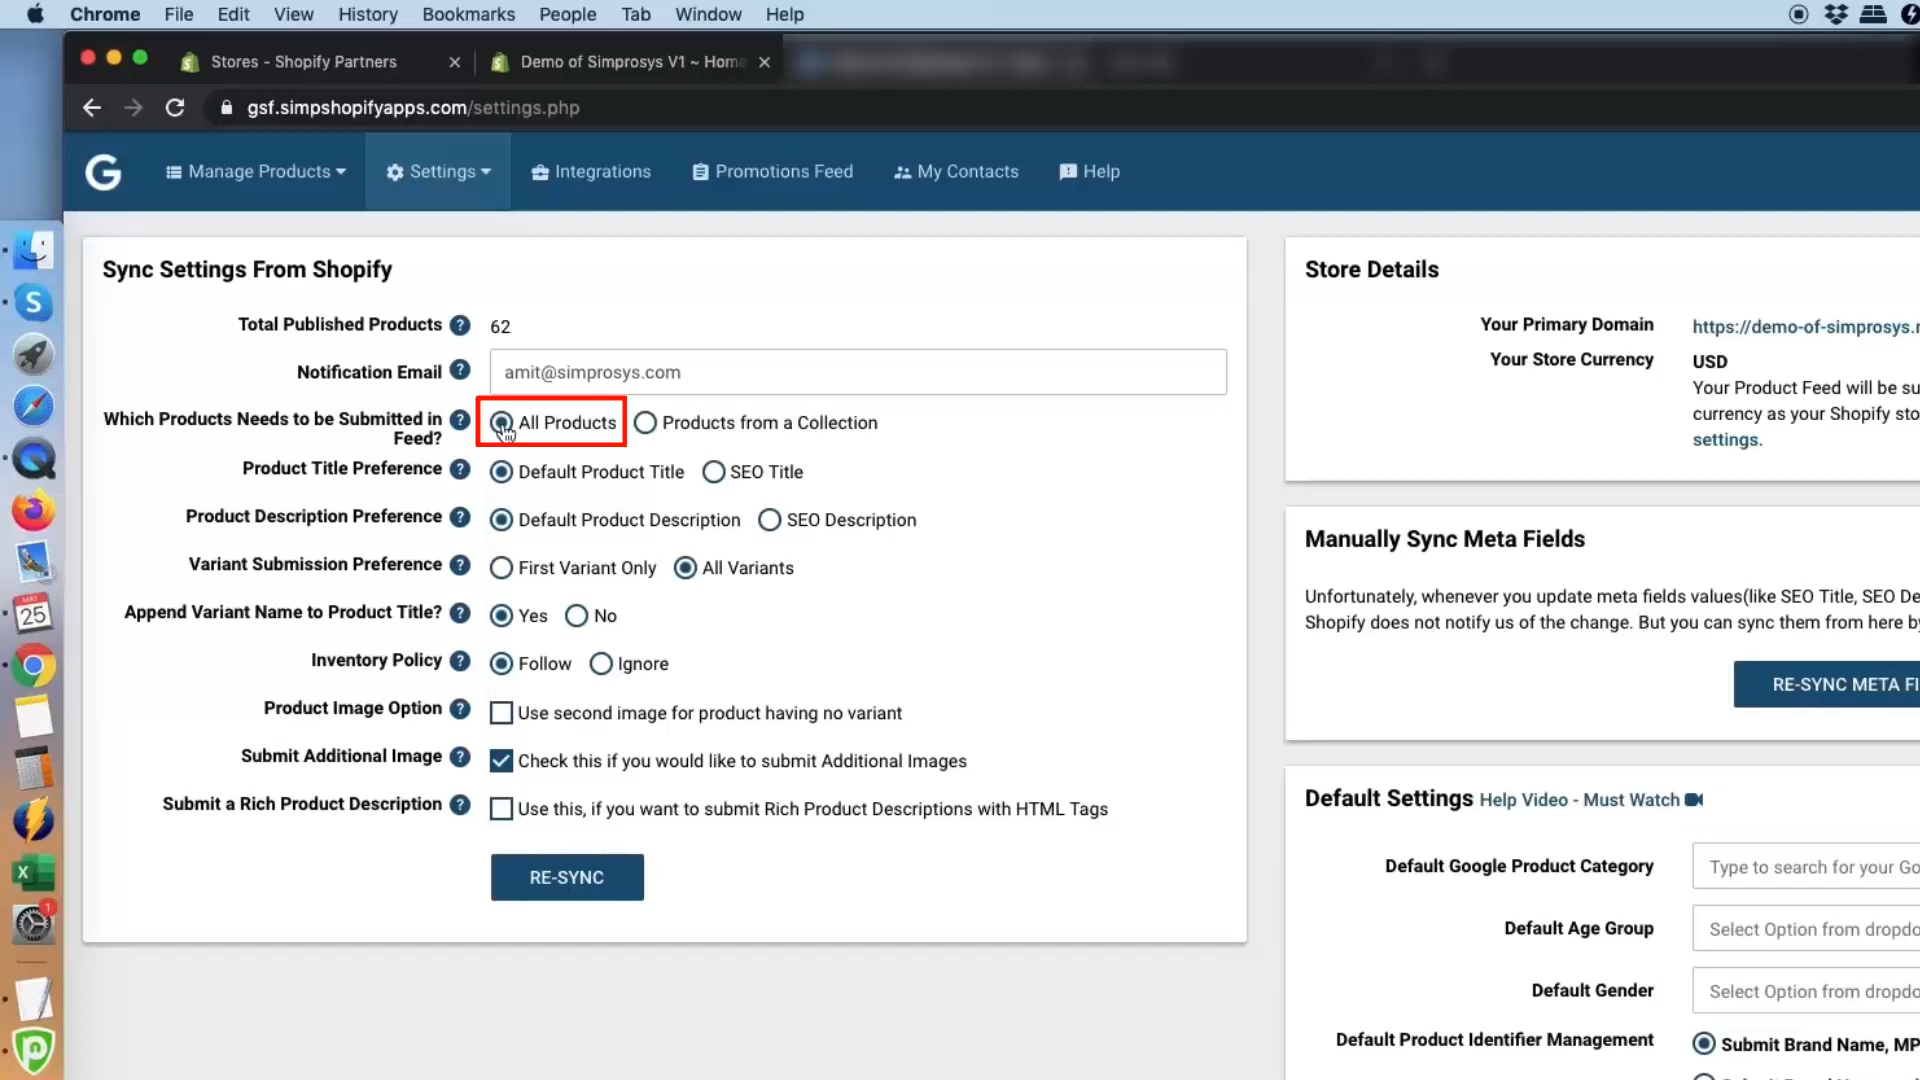 Chrome File Edit View History Bookmarks People Tab Window Help
Stores - Shopify Partners
Demo of Simprosys V1 ~ Home
gsf.simpshopifyapps.com/settings.php
G Manage Products Settings Integrations Promotions Feed My Contacts Help
Sync Settings From Shopify
Total Published Products ? 62
Notification Email ? amit@simprosys.com
Which Products Needs to be Submitted in Feed? ? All Products Products from a Collection
Product Title Preference ? Default Product Title SEO Title
Product Description Preference ? Default Product Description SEO Description
Variant Submission Preference ? First Variant Only All Variants
Append Variant Name to Product Title? ? Yes No
Inventory Policy ? Follow Ignore
Product Image Option ? Use second image for product having no variant
Submit Additional Image ? Check this if you would like to submit Additional Images
Submit a Rich Product Description ? Use this, if you want to submit Rich Product Descriptions with HTML Tags
RE-SYNC
Store Details
Your Primary Domain https://demo-of-simprosys.
Your Store Currency USD
Your Product Feed will be su
currency as your Shopify sto
settings.
Manually Sync Meta Fields
Unfortunately, whenever you update meta fields values(like SEO Title, SEO De
Shopify does not notify us of the change. But you can sync them from here by
RE-SYNC META FI
Default Settings Help Video - Must Watch
Default Google Product Category Type to search for your Go
Default Age Group Select Option from dropdo
Default Gender Select Option from dropdo
Default Product Identifier Management Submit Brand Name, MP
S
MAY
25
X
1